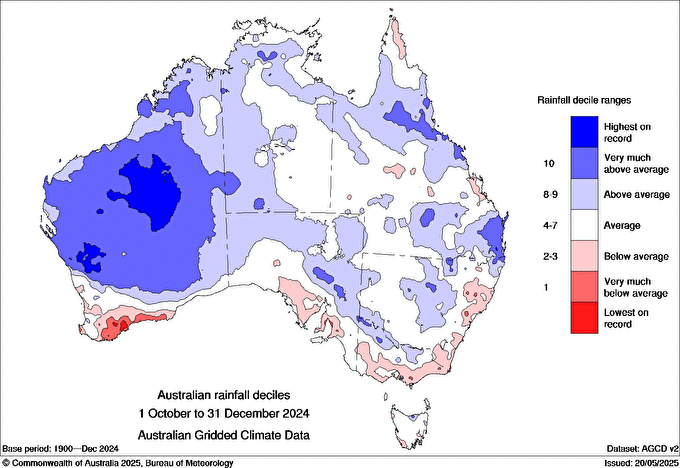 Rainfall decile ranges
Highest on
record
10
Very much
above average
8-9
Above average
4-7
Average
2-3
Below average
1
Very much
below average
Lowest on
record
Australian rainfall deciles
1 October to 31 December 2024
Australian Gridded Climate Data
Base period: 1900—Dec 2024
Dataset: AGCD v2
© Commonwealth of Australia 2025, Bureau of Meteorology
Issued: 20/05/2025